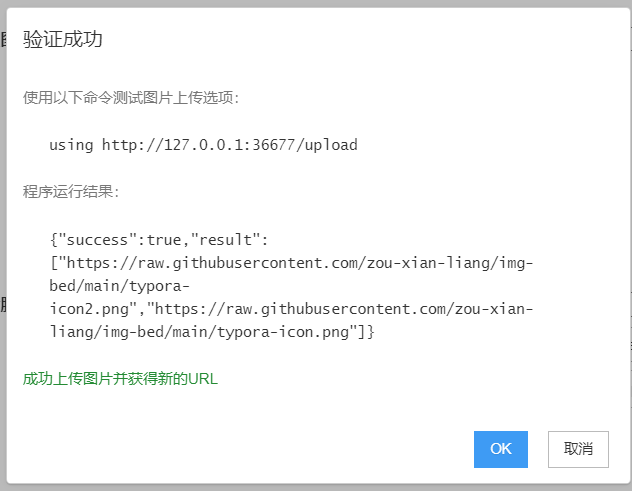 验证成功
使用以下命令测试图片上传选项：
using http://127.0.0.1:36677/upload
程序运行结果：
{"success":true,"result":
["https://raw.githubusercontent.com/zou-xian-liang/img-
bed/main/typora-
icon2.png","https://raw.githubusercontent.com/zou-xian-
liang/img-bed/main/typora-icon.png"]}
成功上传图片并获得新的URL
OK 取消